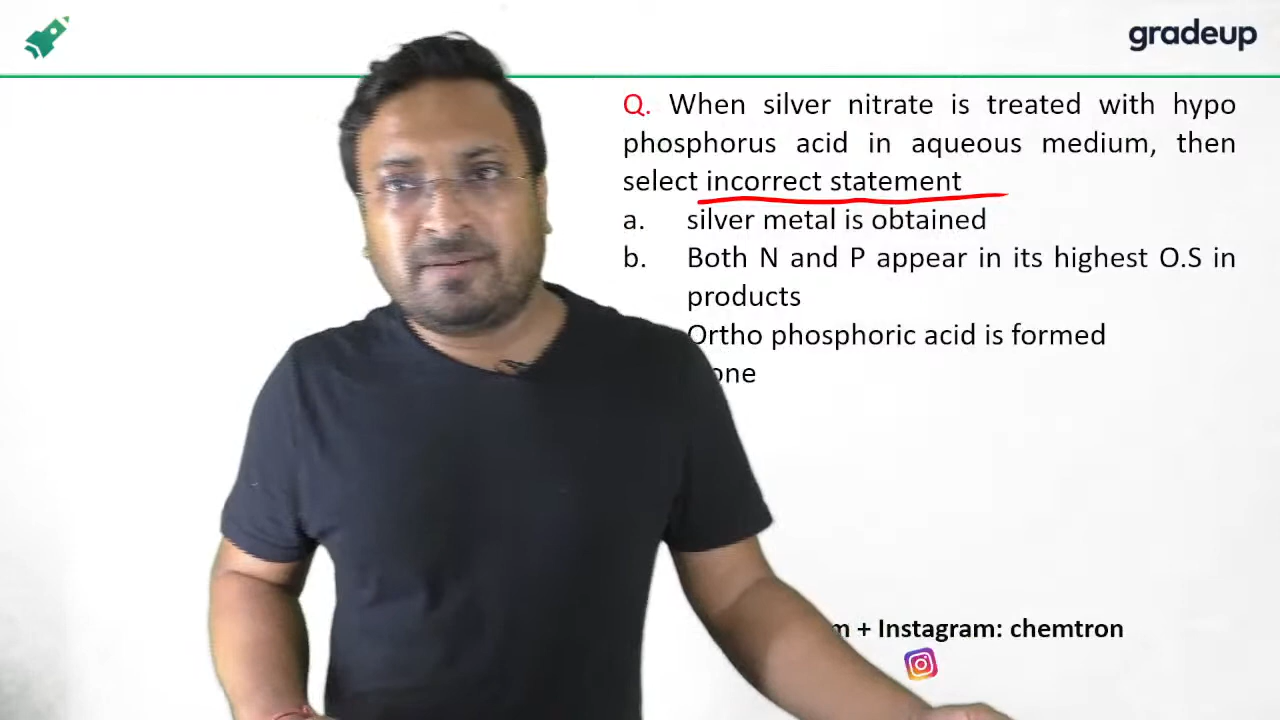 gradeup
Q. When silver nitrate is treated with hypo
phosphorus acid in aqueous medium, then
select incorrect statement
a. silver metal is obtained
b. Both N and P appear in its highest O.S in
products
Ortho phosphoric acid is formed
+ Instagram: chemtron